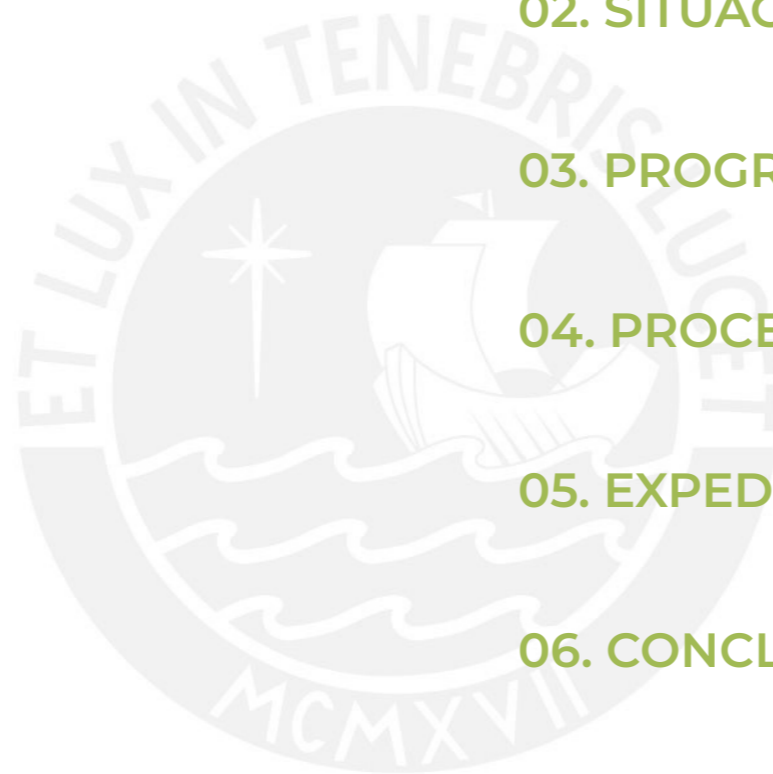 02. SITUAC
03. PROGR
04. PROCE
05. EXPED
06. CONCL
ET LUX IN TENEBRIS LUCET
MCMXVII